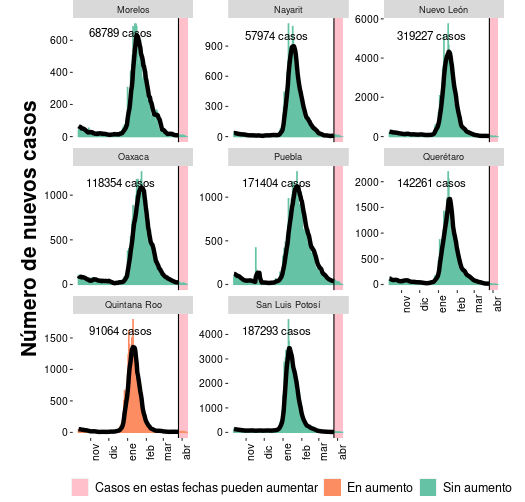 Número de nuevos casos
Morelos
68789 casos
600
400
200
0
Nayarit
57974 casos
900
600
300
0
Nuevo León
319227 casos
6000
4000
2000
0
Oaxaca
118354 casos
1000
500
0
Puebla
171404 casos
1000
500
0
Querétaro
142261 casos
2000
1500
1000
500
0
nov
dic
ene
feb
mar
abr
Quintana Roo
91064 casos
1500
1000
500
0
nov
dic
ene
feb
mar
abr
San Luis Potosí
187293 casos
4000
3000
2000
1000
0
nov
dic
ene
feb
mar
abr
Casos en estas fechas pueden aumentar
En aumento
Sin aumento